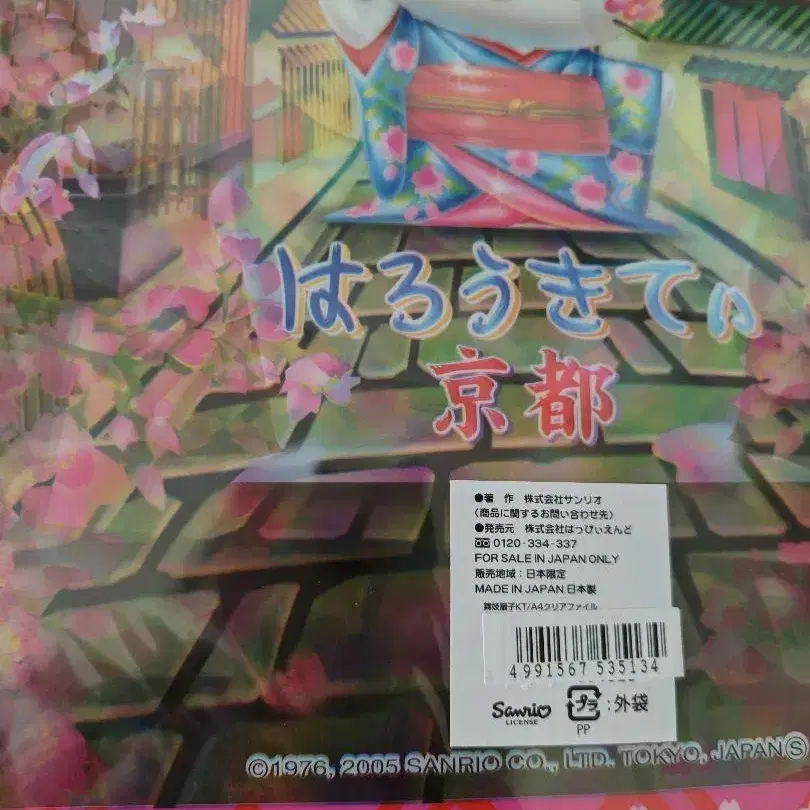 はろうきてぃ
京都
●著 作 株式会社サンリオ
〈商品に関するお問い合わせ先〉
●発売元 株式会社はっぴぃえんど
0120-334-337
FOR SALE IN JAPAN ONLY
販売地域：日本限定
MADE IN JAPAN 日本製
舞妓扇子KT/A4クリアファイル
4991567 535134
Sanrio
LICENSE
プラ
:外袋
PP
©1976, 2005 SANRIO CO., LTD. TOKYO, JAPANⓈ